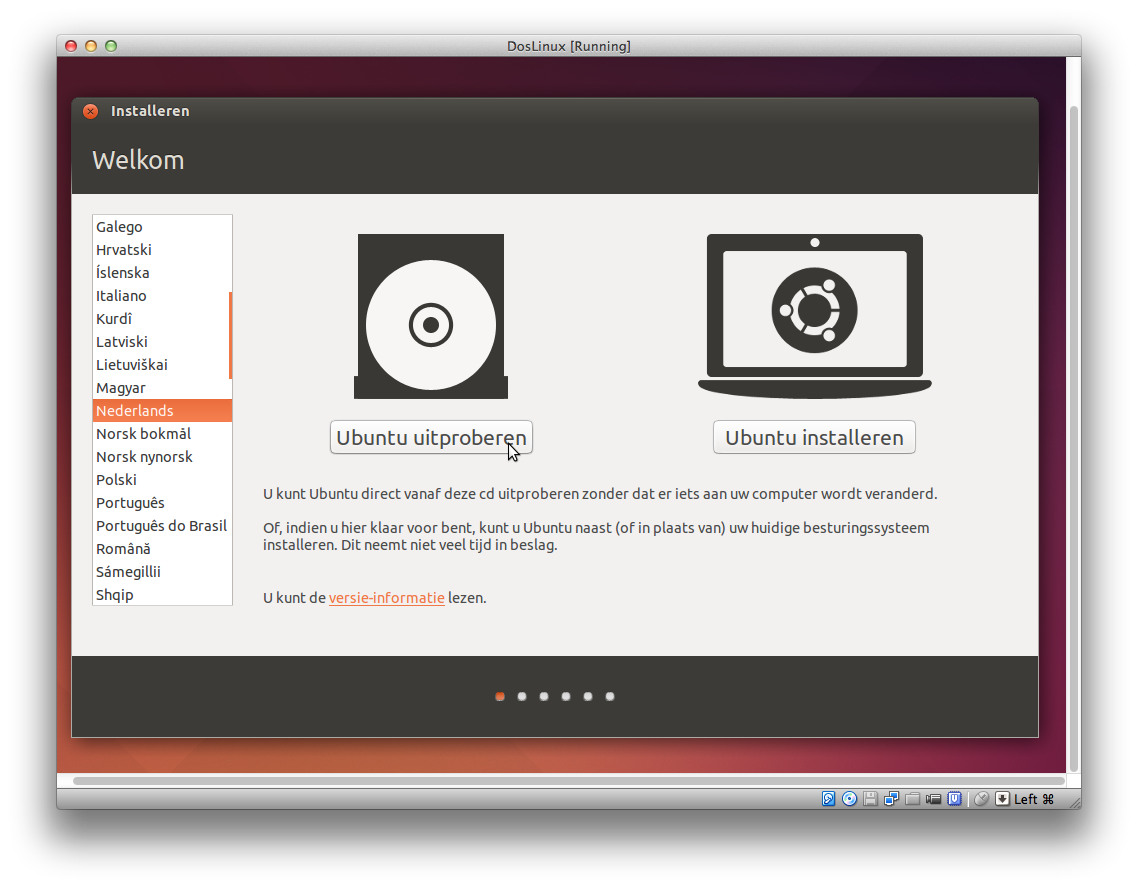 DosLinux [Running]
Installeren
Welkom
Galego
Hrvatski
Íslenska
Italiano
Kurdî
Latviski
Lietuviškai
Magyar
Nederlands
Norsk bokmål
Norsk nynorsk
Polski
Português
Português do Brasil
Română
Sámegillii
Shqip
Ubuntu uitproberen
Ubuntu installeren
U kunt Ubuntu direct vanaf deze cd uitproberen zonder dat er iets aan uw computer wordt veranderd.
Of, indien u hier klaar voor bent, kunt u Ubuntu naast (of in plaats van) uw huidige besturingssysteem
installeren. Dit neemt niet veel tijd in beslag.
U kunt de versie-informatie lezen.
Left ⌘